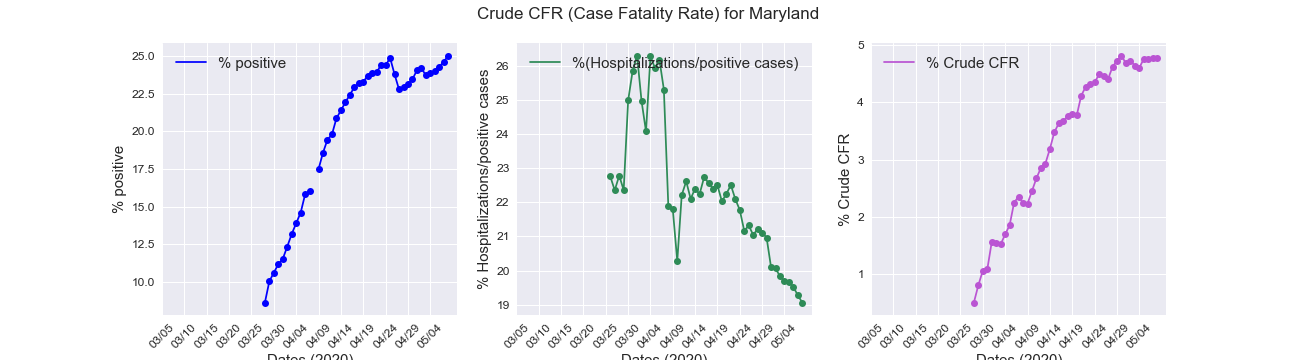 Crude CFR (Case Fatality Rate) for Maryland
% positive
25.0
22.5
20.0
17.5
15.0
12.5
10.0
% positive
03/05 03/10 03/15 03/20 03/25 03/30 04/04 04/09 04/14 04/19 04/24 04/29 05/04
Dates (2020)
%(Hospitalizations/positive cases)
26
25
24
23
22
21
20
19
% Hospitalizations/positive cases
03/05 03/10 03/15 03/20 03/25 03/30 04/04 04/09 04/14 04/19 04/24 04/29 05/04
Dates (2020)
% Crude CFR
5
4
3
2
1
% Crude CFR
03/05 03/10 03/15 03/20 03/25 03/30 04/04 04/09 04/14 04/19 04/24 04/29 05/04
Dates (2020)